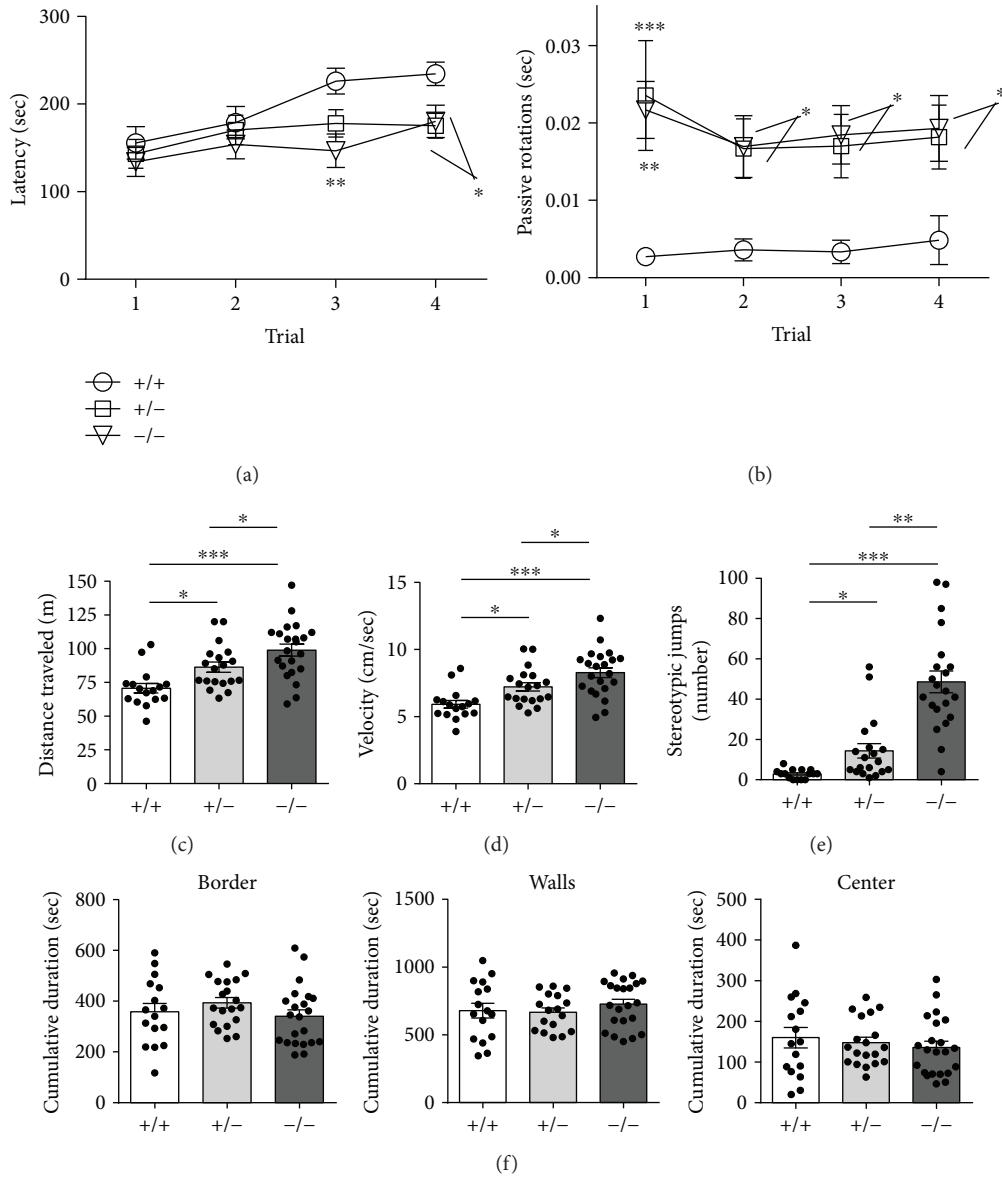 300
200
100
0
Latency (sec)
**
*
1 2 3 4
Trial
+/+
+/−
−/−
(a)
0.03
0.02
0.01
0.00
Passive rotations (sec)
***
**
*
*
*
1 2 3 4
Trial
(b)
*
***
*
150
125
100
75
50
25
0
Distance traveled (m)
+/+ +/− −/−
(c)
*
***
*
15
10
5
0
Velocity (cm/sec)
+/+ +/− −/−
(d)
**
***
*
100
80
60
40
20
0
Stereotypic jumps
(number)
+/+ +/− −/−
(e)
Border
800
600
400
200
0
Cumulative duration (sec)
+/+ +/− −/−
Walls
1500
1000
500
0
Cumulative duration (sec)
+/+ +/− −/−
Center
500
400
300
200
100
0
Cumulative duration (sec)
+/+ +/− −/−
(f)